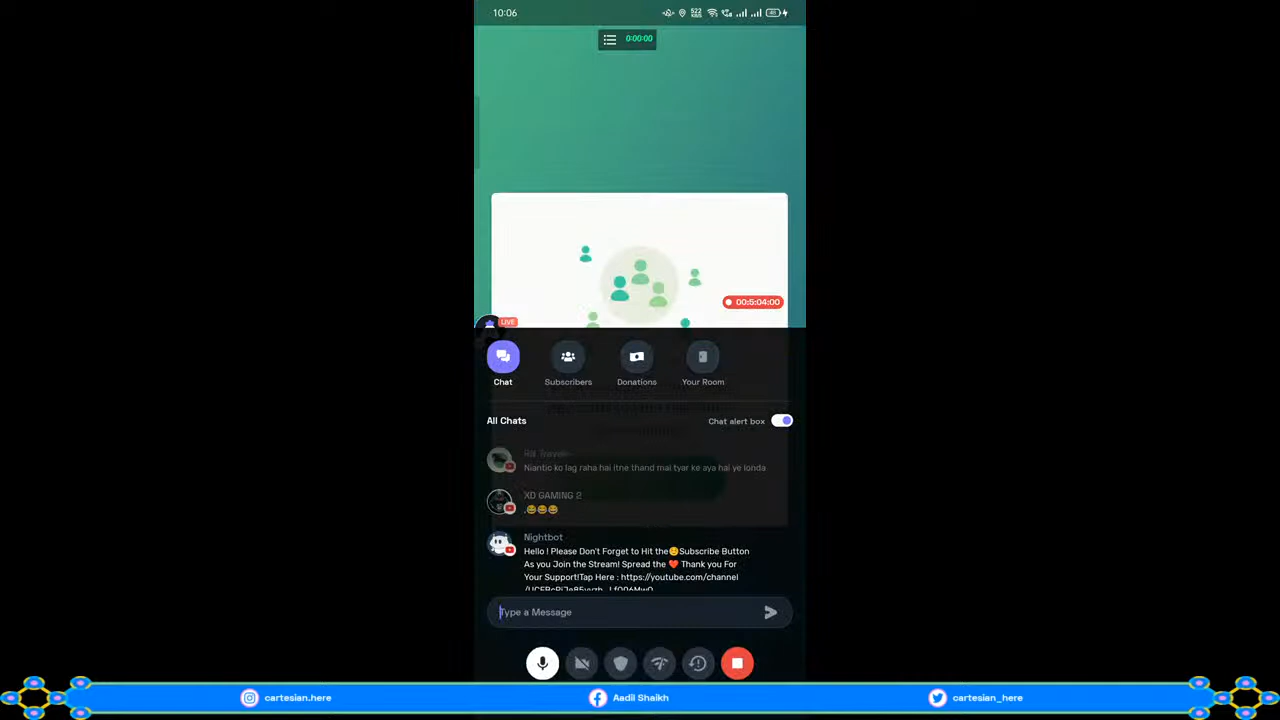 10:06
522
48
0:00:00
00:5:04:00
LIVE
Chat
Subscribers
Donations
Your Room
All Chats
Chat alert box
Niantic ko lag raha hai itne thand mai tyar ke aya hai ye londa
XD GAMING 2
.😂😂😂
Nightbot
Hello ! Please Don't Forget to Hit the😊Subscribe Button
As you Join the Stream! Spread the ❤️ Thank you For
Your Support!Tap Here : https://youtube.com/channel
Type a Message
cartesian.here
Aadil Shaikh
cartesian_here